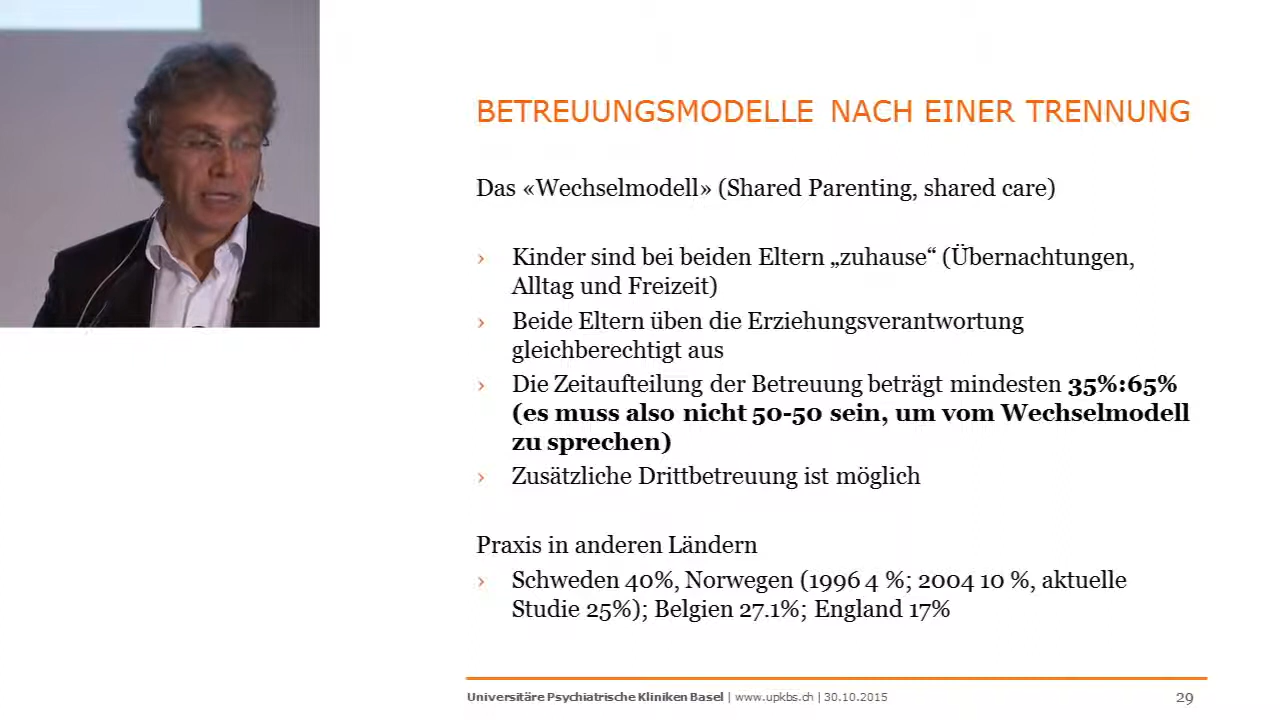 BETREUUNGSMODELLE NACH EINER TRENNUNG
Das «Wechselmodell» (Shared Parenting, shared care)
› Kinder sind bei beiden Eltern „zuhause“ (Übernachtungen,
Alltag und Freizeit)
› Beide Eltern üben die Erziehungsverantwortung
gleichberechtigt aus
› Die Zeitaufteilung der Betreuung beträgt mindesten 35%:65%
(es muss also nicht 50-50 sein, um vom Wechselmodell
zu sprechen)
› Zusätzliche Drittbetreuung ist möglich
Praxis in anderen Ländern
› Schweden 40%, Norwegen (1996 4 %; 2004 10 %, aktuelle
Studie 25%); Belgien 27.1%; England 17%
Universitäre Psychiatrische Kliniken Basel | www.upkbs.ch | 30.10.2015
29